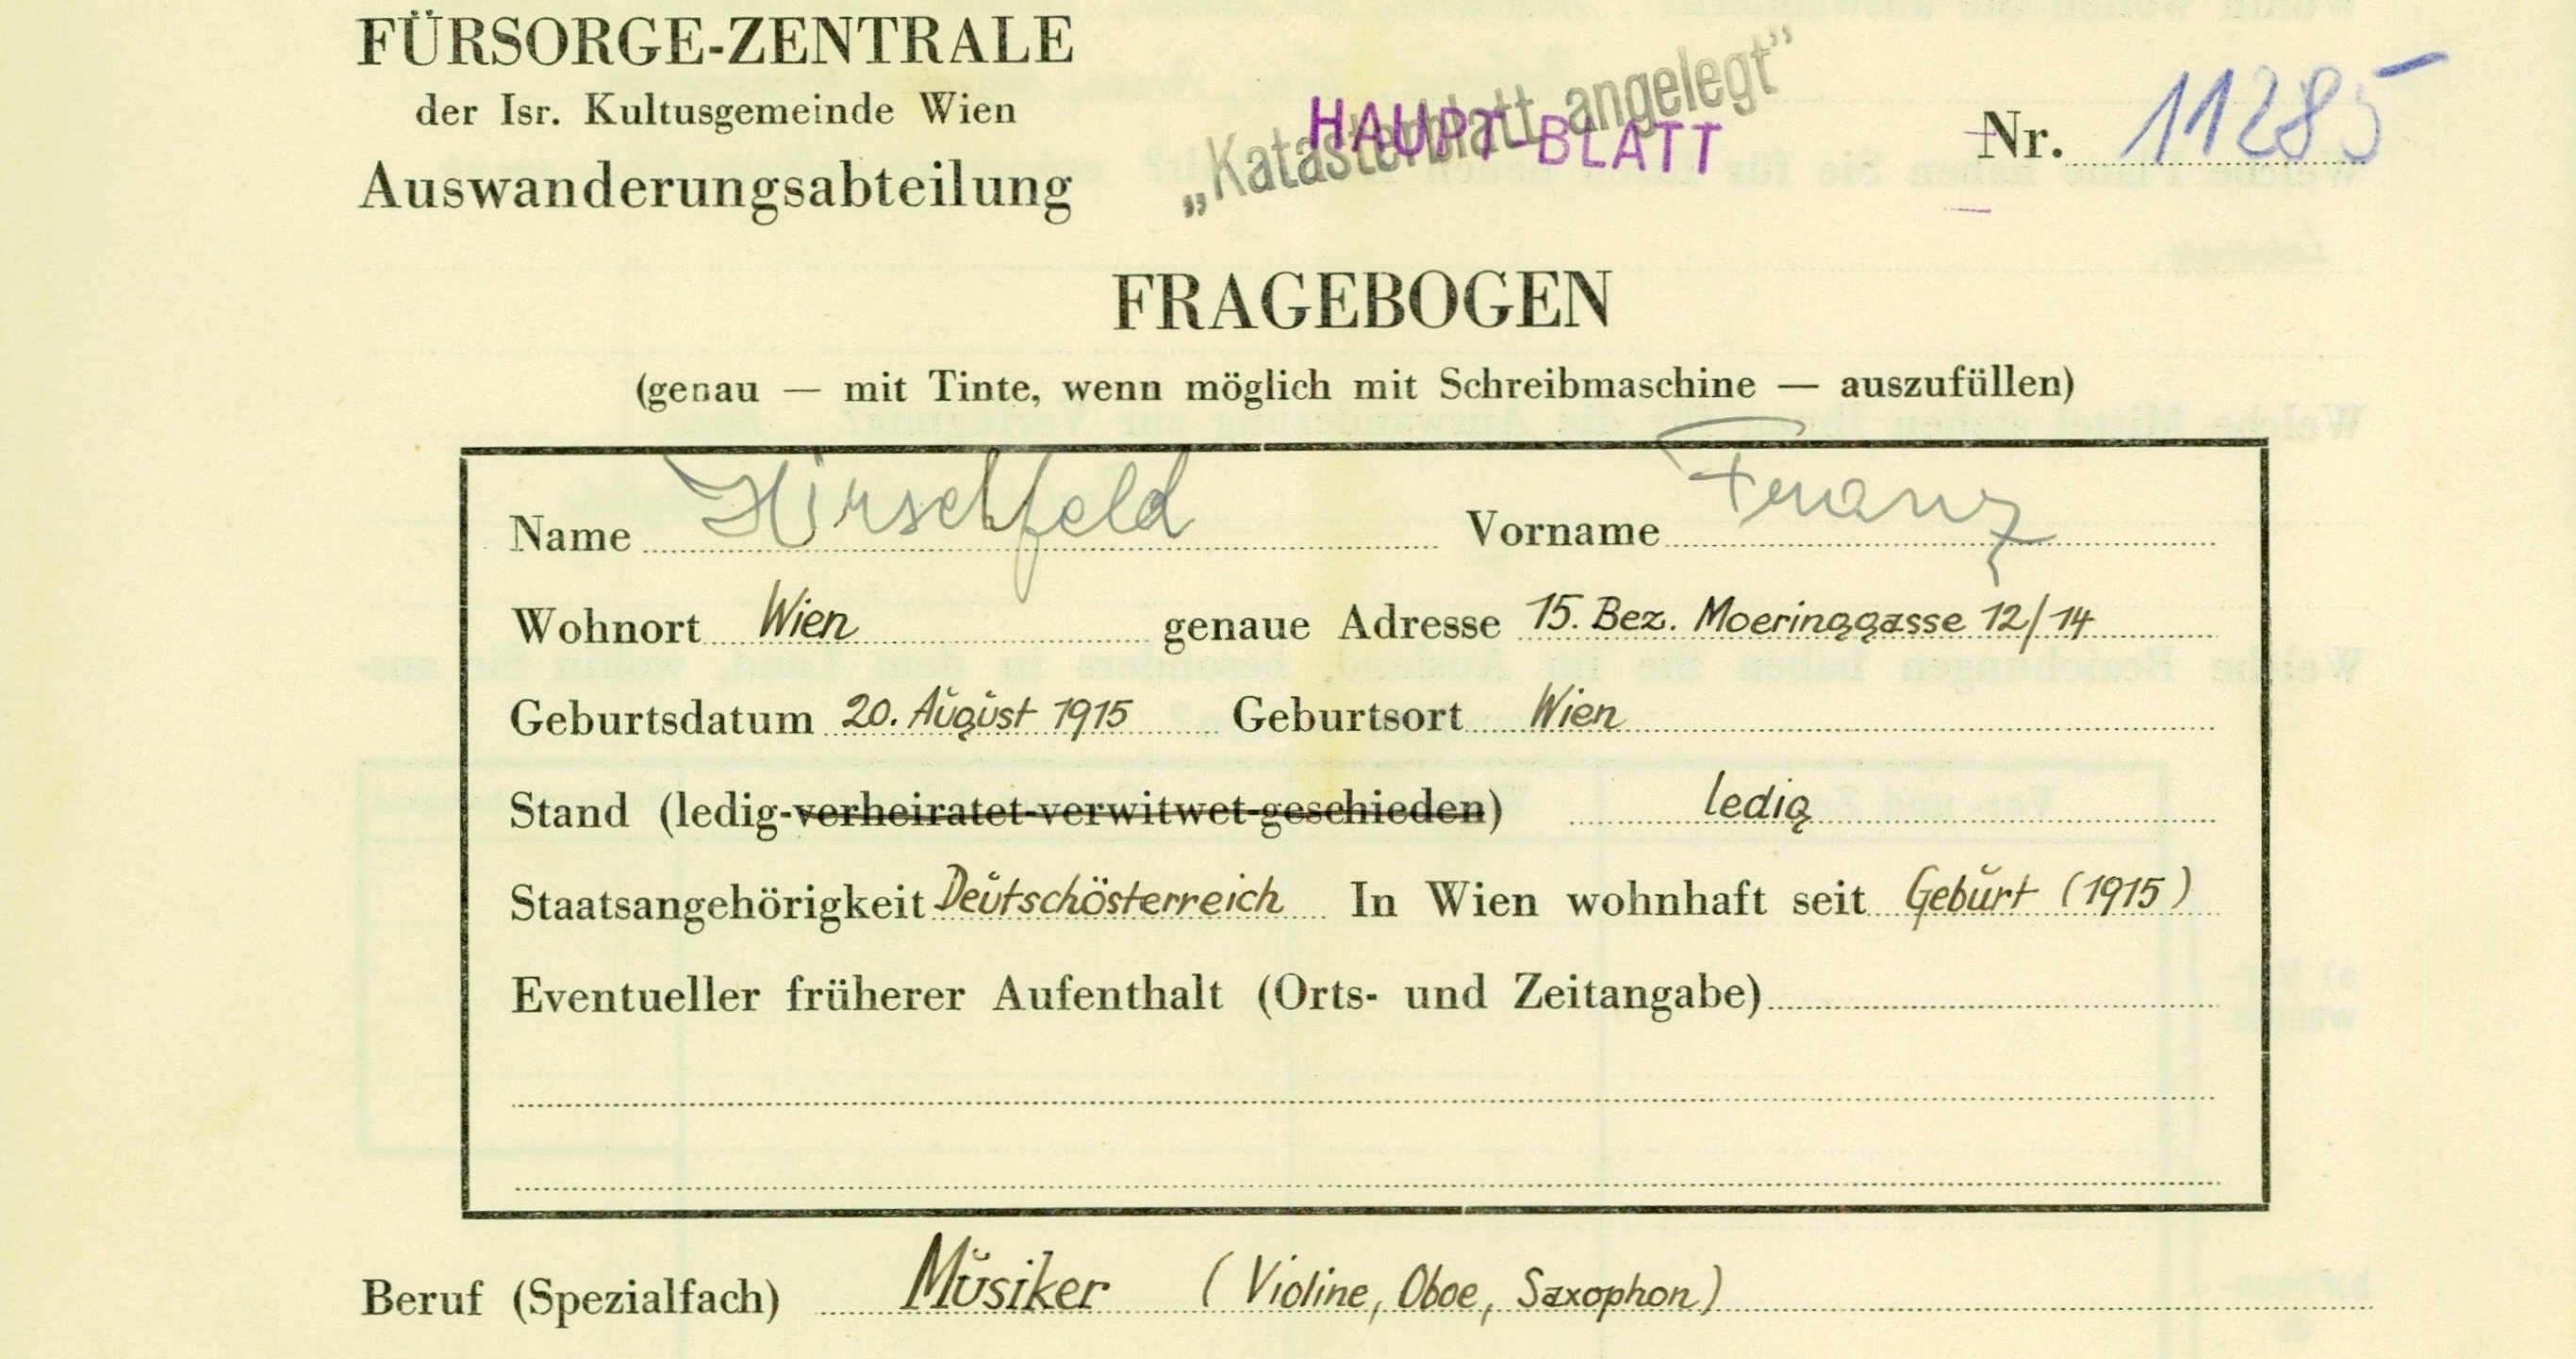 FÜRSORGE-ZENTRALE
der Isr. Kultusgemeinde Wien
Auswanderungsabteilung
„Katasterblatt angelegt"
HAUPT-BLATT
Nr. 11285
FRAGEBOGEN
(genau — mit Tinte, wenn möglich mit Schreibmaschine — auszufüllen)
Name Hirschfeld Vorname Franz
Wohnort Wien genaue Adresse 15. Bez. Moeringgasse 12/14
Geburtsdatum 20. August 1915 Geburtsort Wien
Stand (ledig-verheiratet-verwitwet-geschieden) ledig
Staatsangehörigkeit Deutschösterreich In Wien wohnhaft seit Geburt (1915)
Eventueller früherer Aufenthalt (Orts- und Zeitangabe)
Beruf (Spezialfach) Musiker (Violine, Oboe, Saxophon)